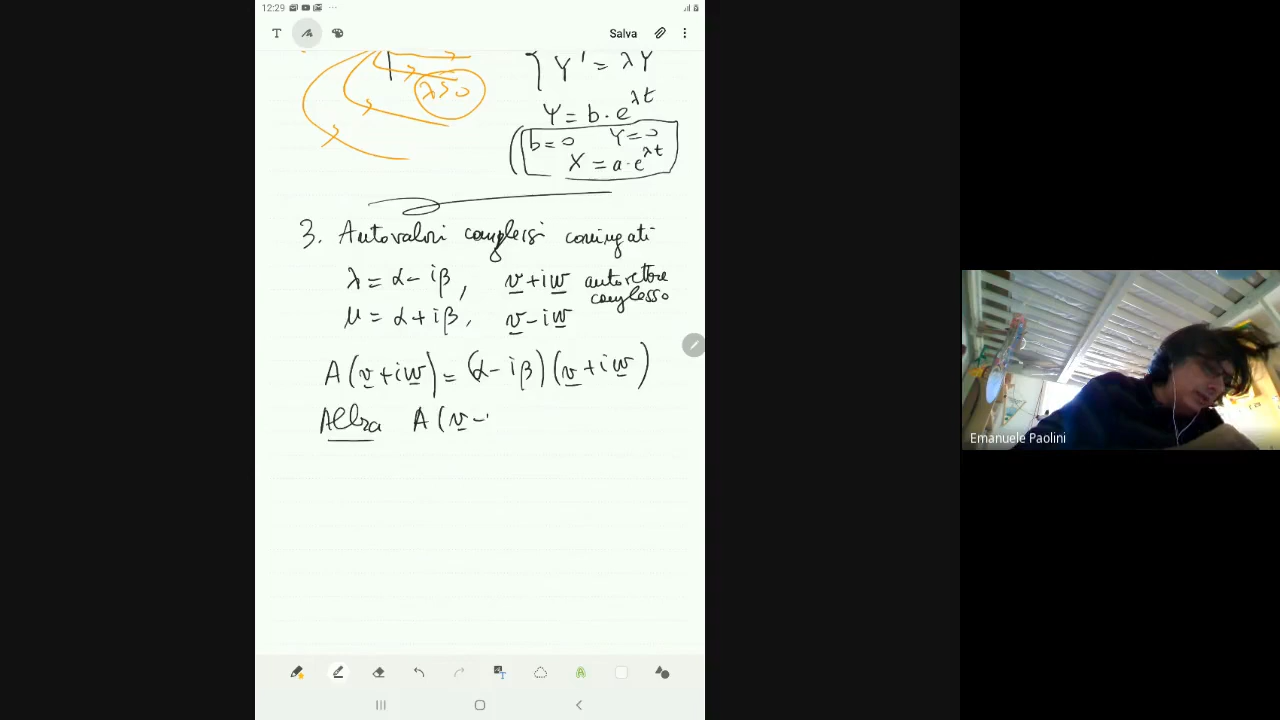 12:29
T
Salva
λ>0
{ Y' = λY
Y = b · e^{λt}
b = 0 Y = 0
X = a · e^{λt}
3. Autovalori complessi coniugati
λ = α - iβ, v + iw autovettore complesso
μ = α + iβ, v - iw
A(v + iw) = (α - iβ)(v + iw)
Allora A(v -
Emanuele Paolini